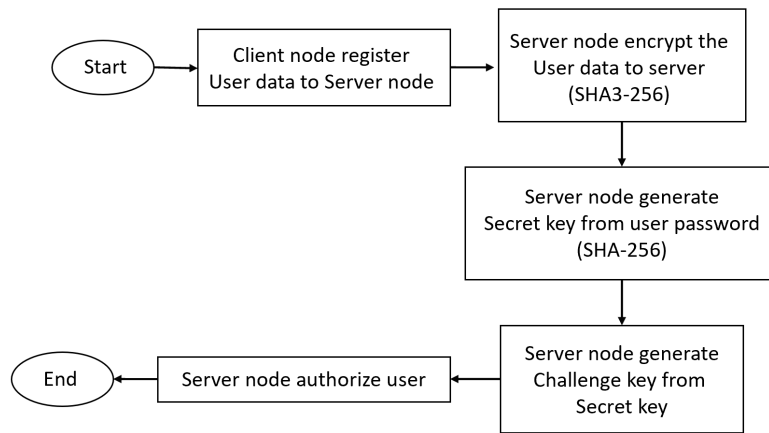 Start
Client node register
User data to Server node
Server node encrypt the
User data to server
(SHA3-256)
Server node generate
Secret key from user password
(SHA-256)
Server node generate
Challenge key from
Secret key
Server node authorize user
End